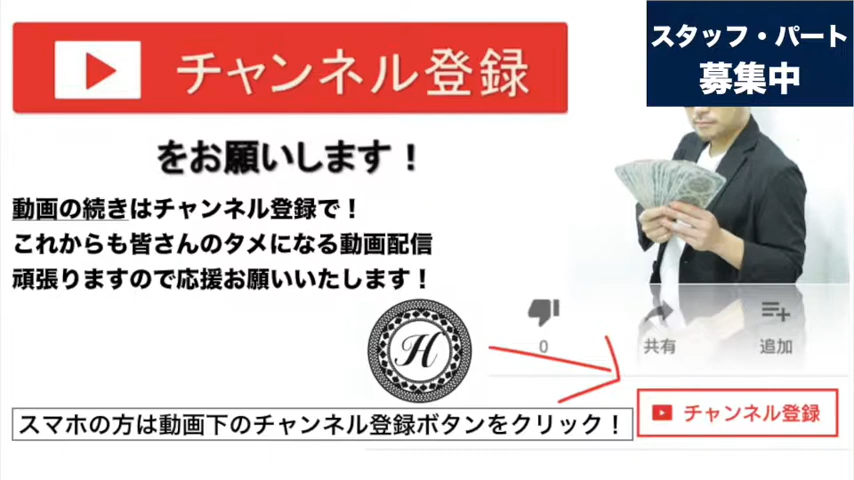 チャンネル登録
スタッフ・パート
募集中
をお願いします！
動画の続きはチャンネル登録で！
これからも皆さんのタメになる動画配信
頑張りますので応援お願いいたします！
H
0
共有
追加
スマホの方は動画下のチャンネル登録ボタンをクリック！
チャンネル登録